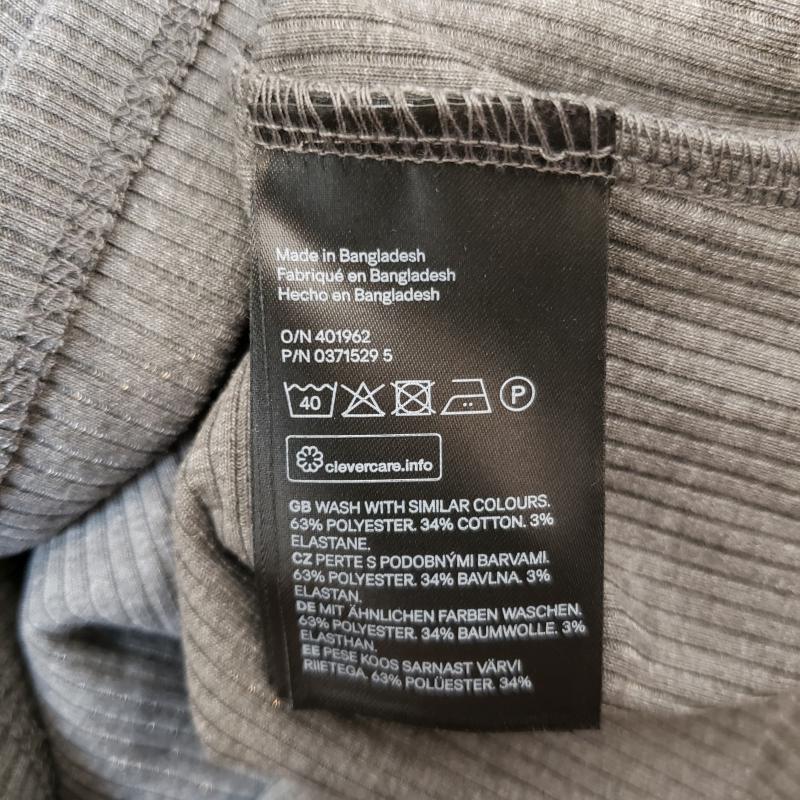 Made in Bangladesh
Fabriqué en Bangladesh
Hecho en Bangladesh
O/N 401962
P/N 0371529 5
40 P
clevercare.info
GB WASH WITH SIMILAR COLOURS.
63% POLYESTER. 34% COTTON. 3%
ELASTANE.
CZ PERTE S PODOBNÝMI BARVAMI.
63% POLYESTER. 34% BAVLNA. 3%
ELASTAN.
DE MIT ÄHNLICHEN FARBEN WASCHEN.
63% POLYESTER. 34% BAUMWOLLE. 3%
ELASTHAN.
EE PESE KOOS SARNAST VÄRVI
RIIETEGA. 63% POLÜESTER. 34%